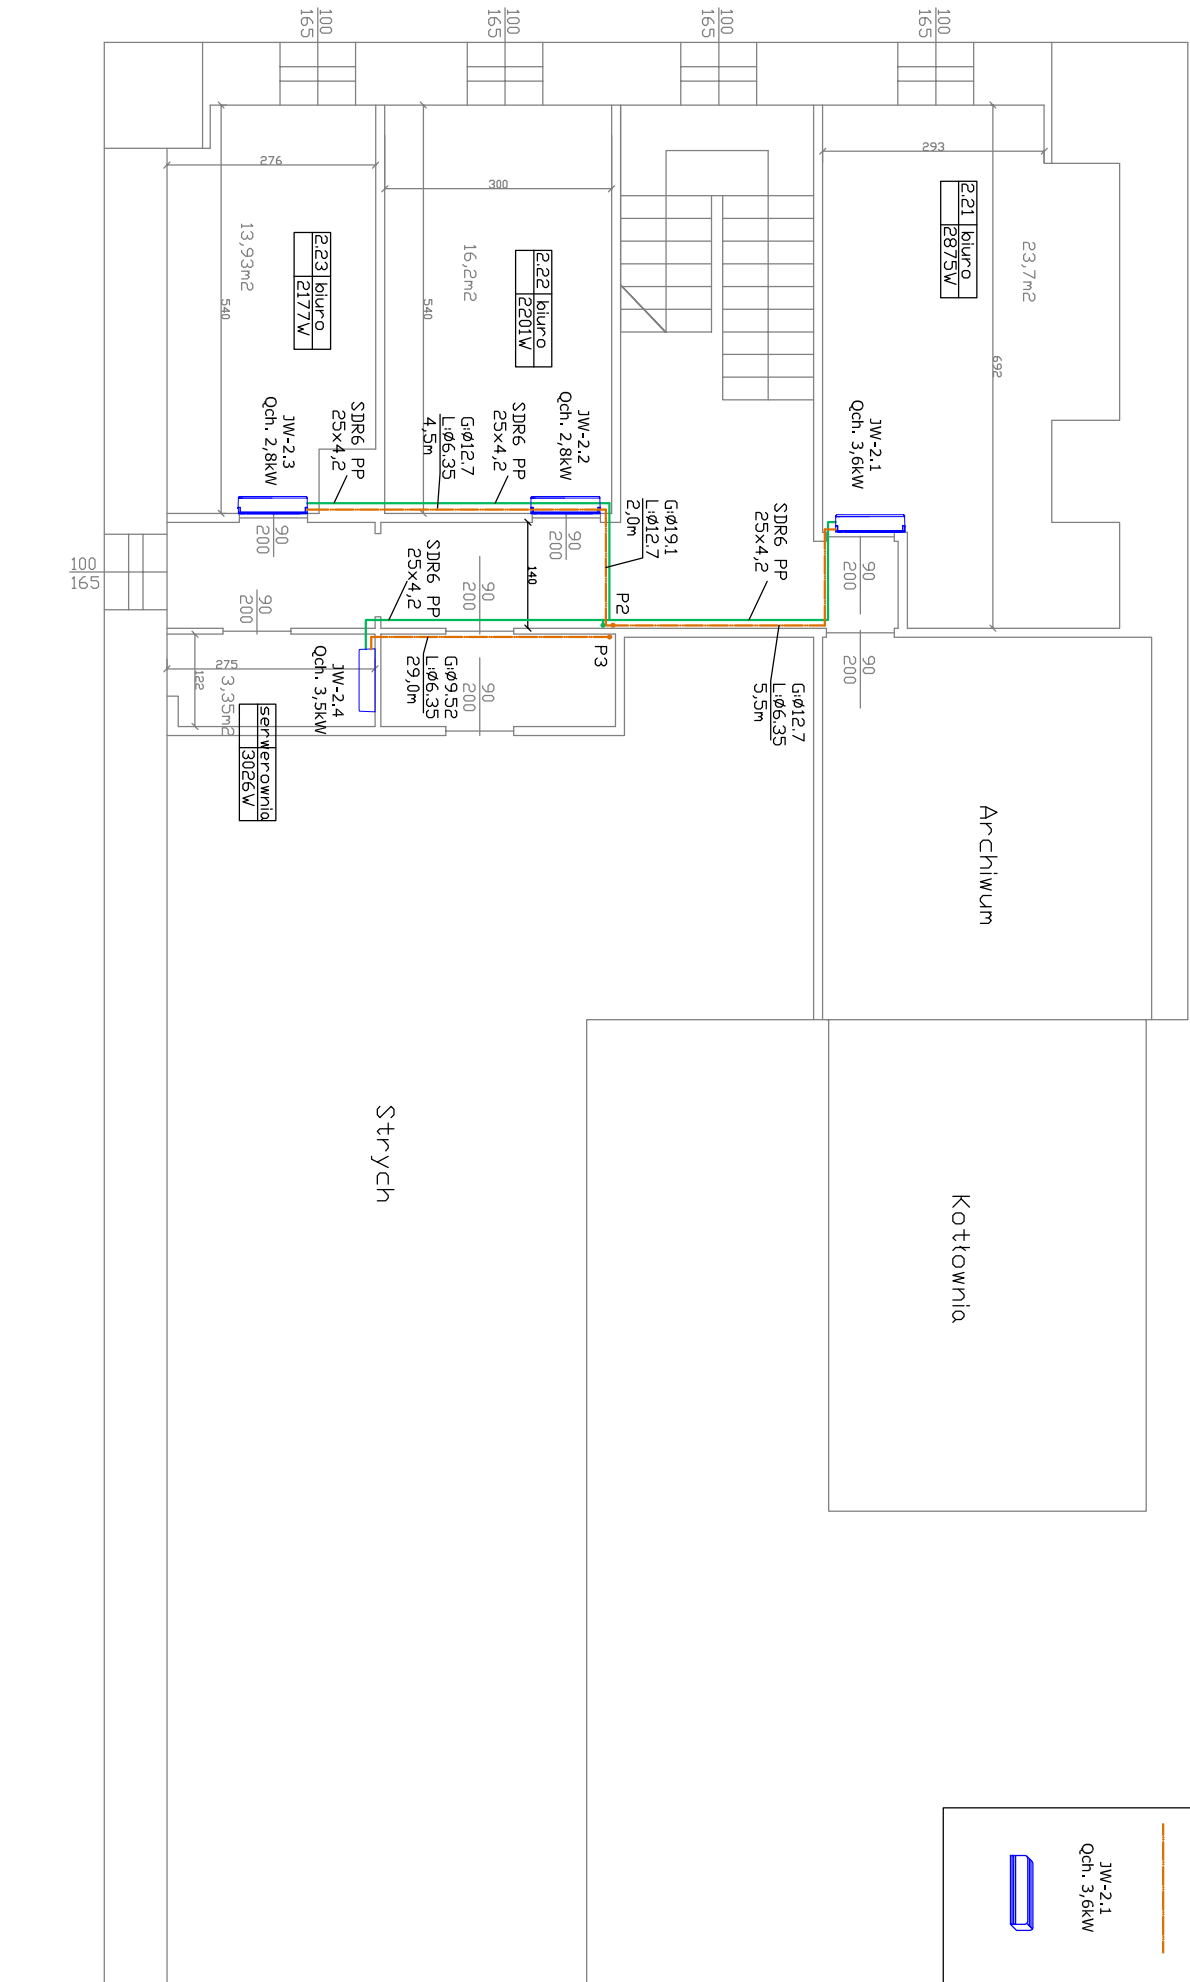 100
165
100
165
100
165
100
165
293
2.21 biuro
2875W
23,7m2
692
JW-2.1
Qch. 3,6kW
300
16,2m2
2.22 biuro
2201W
540
276
13,93m2
2.23 biuro
2177W
540
JW-2.2
Qch. 2,8kW
SDR6 PP
25x4,2
G:ø12.7
L:ø6.35
4,5m
SDR6 PP
25x4,2
JW-2.3
Qch. 2,8kW
G:ø19.1
L:ø12.7
2,0m
SDR6 PP
25x4,2
90
200
90
200
90
200
90
200
90
200
90
200
90
200
100
165
140
P2
P3
SDR6 PP
25x4,2
G:ø9.52
L:ø6.35
29,0m
G:ø12.7
L:ø6.35
5,5m
275
122
3,35m2
JW-2.4
Qch. 3,5kW
serwerownia
3026W
Archiwum
Strych
Kotłownia
JW-2.1
Qch. 3,6kW